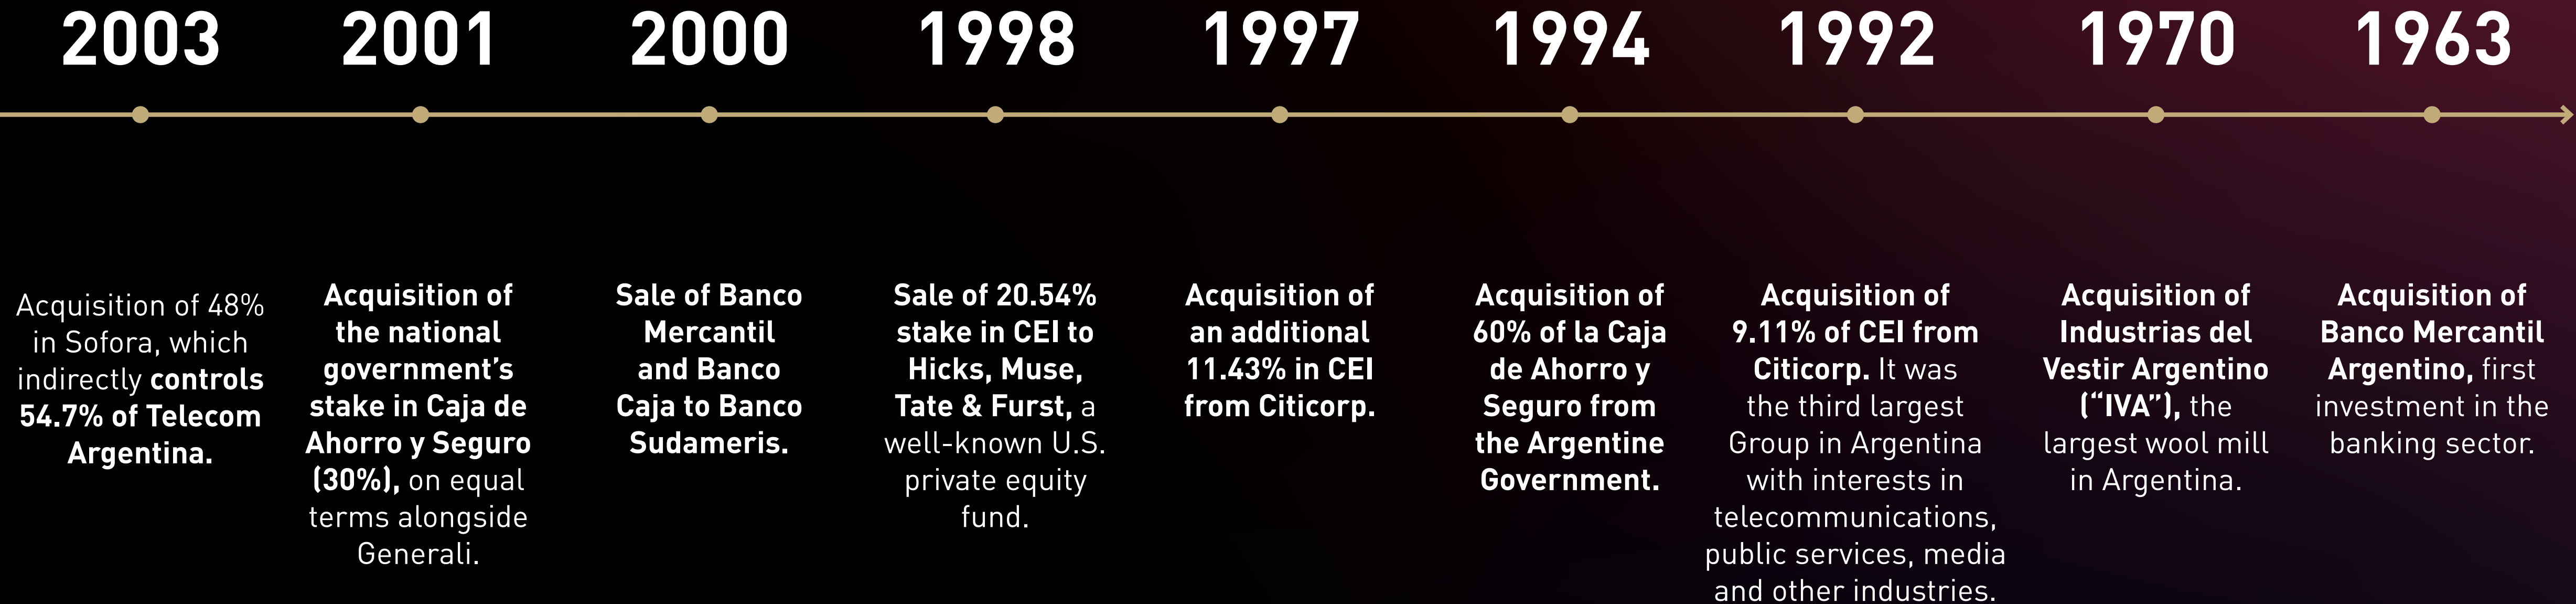 2003
Acquisition of 48%
in Sofora, which
indirectly controls
54.7% of Telecom
Argentina.
2001
Acquisition of
the national
government’s
stake in Caja de
Ahorro y Seguro
(30%), on equal
terms alongside
Generali.
2000
Sale of Banco
Mercantil
and Banco
Caja to Banco
Sudameris.
1998
Sale of 20.54%
stake in CEI to
Hicks, Muse,
Tate & Furst, a
well-known U.S.
private equity
fund.
1997
Acquisition of
an additional
11.43% in CEI
from Citicorp.
1994
Acquisition of
60% of la Caja
de Ahorro y
Seguro from
the Argentine
Government.
1992
Acquisition of
9.11% of CEI from
Citicorp. It was
the third largest
Group in Argentina
with interests in
telecommunications,
public services, media
and other industries.
1970
Acquisition of
Industrias del
Vestir Argentino
(“IVA”), the
largest wool mill
in Argentina.
1963
Acquisition of
Banco Mercantil
Argentino, first
investment in the
banking sector.